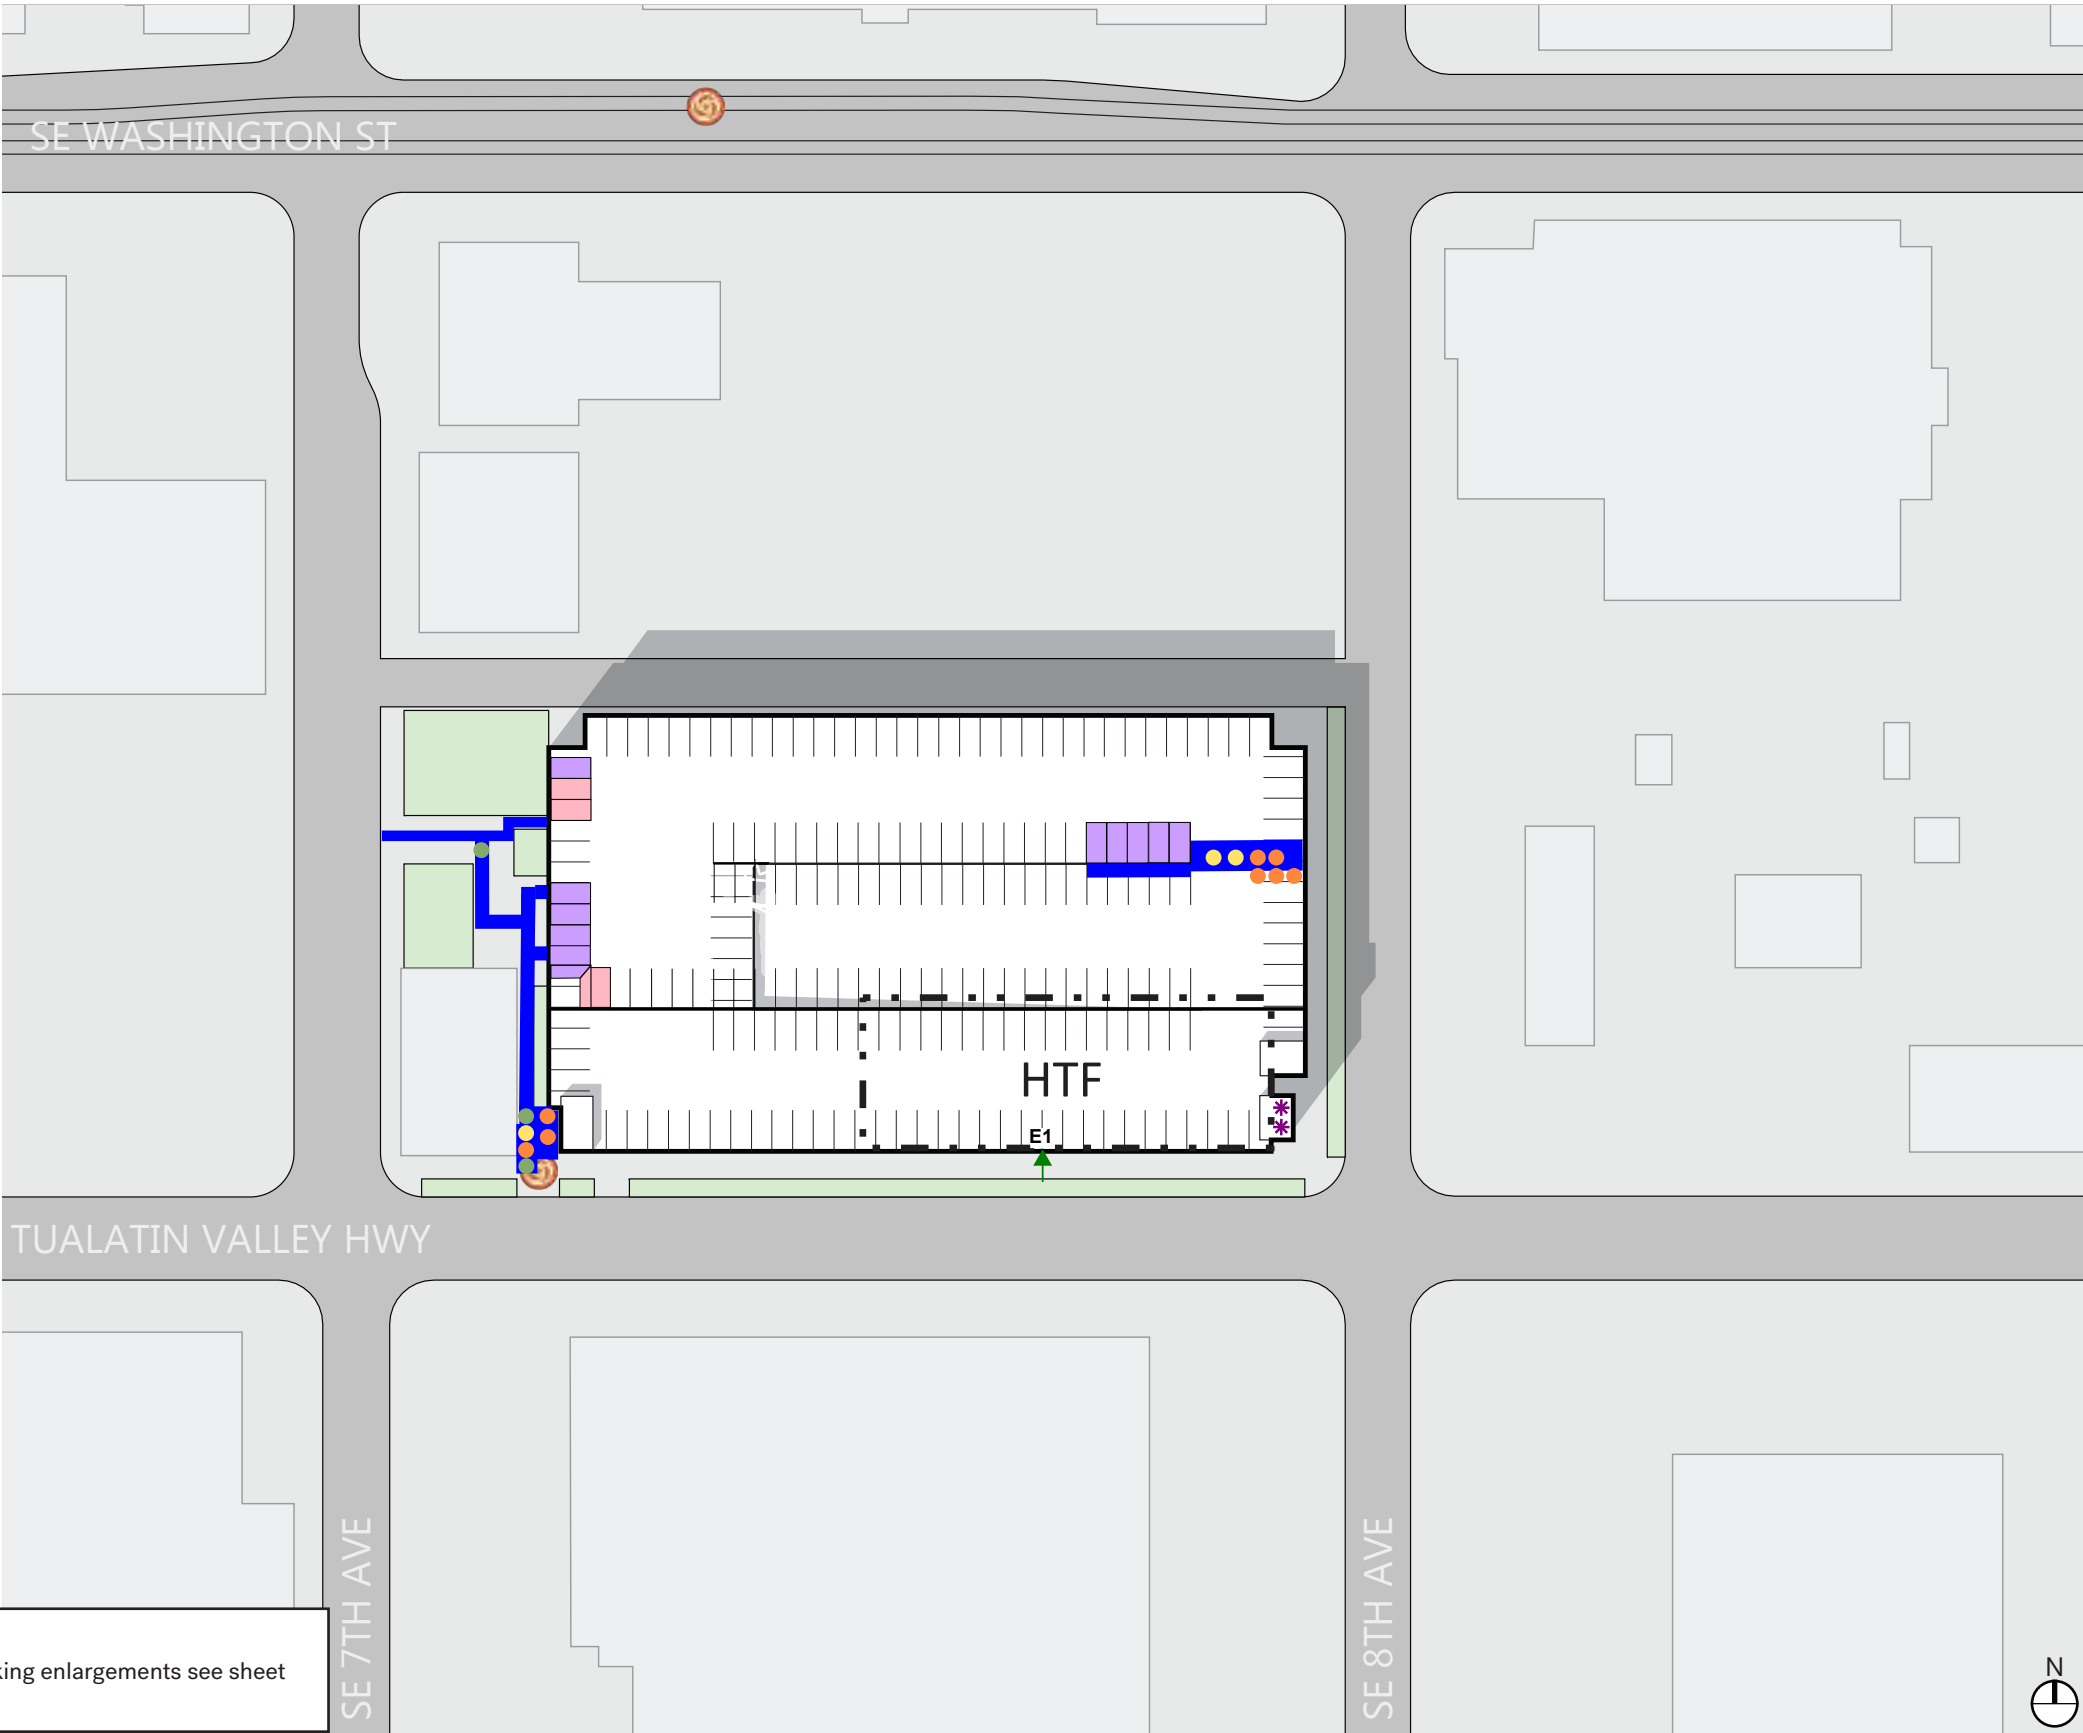 SE WASHINGTON ST
HTF
E1
TUALATIN VALLEY HWY
SE 7TH AVE
SE 8TH AVE
king enlargements see sheet
N